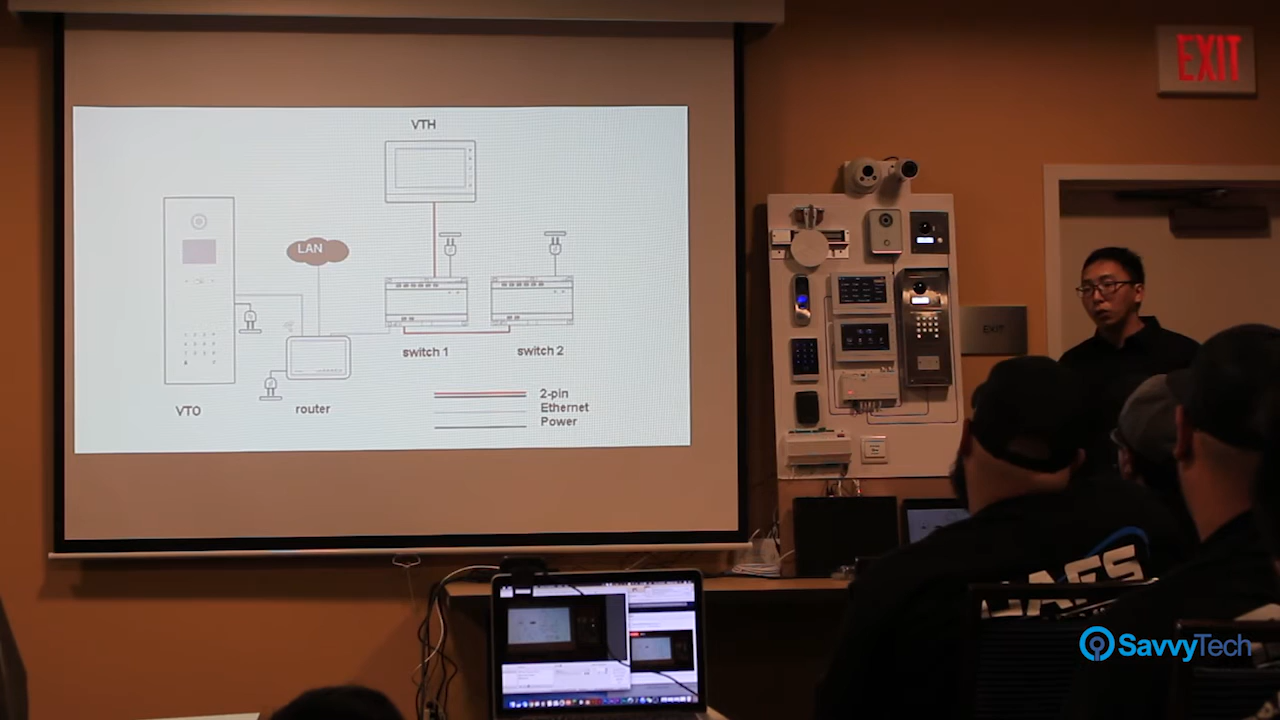 EXIT
VTH
LAN
switch 1
switch 2
VTO
router
2-pin
Ethernet
Power
EXIT
SavvyTech